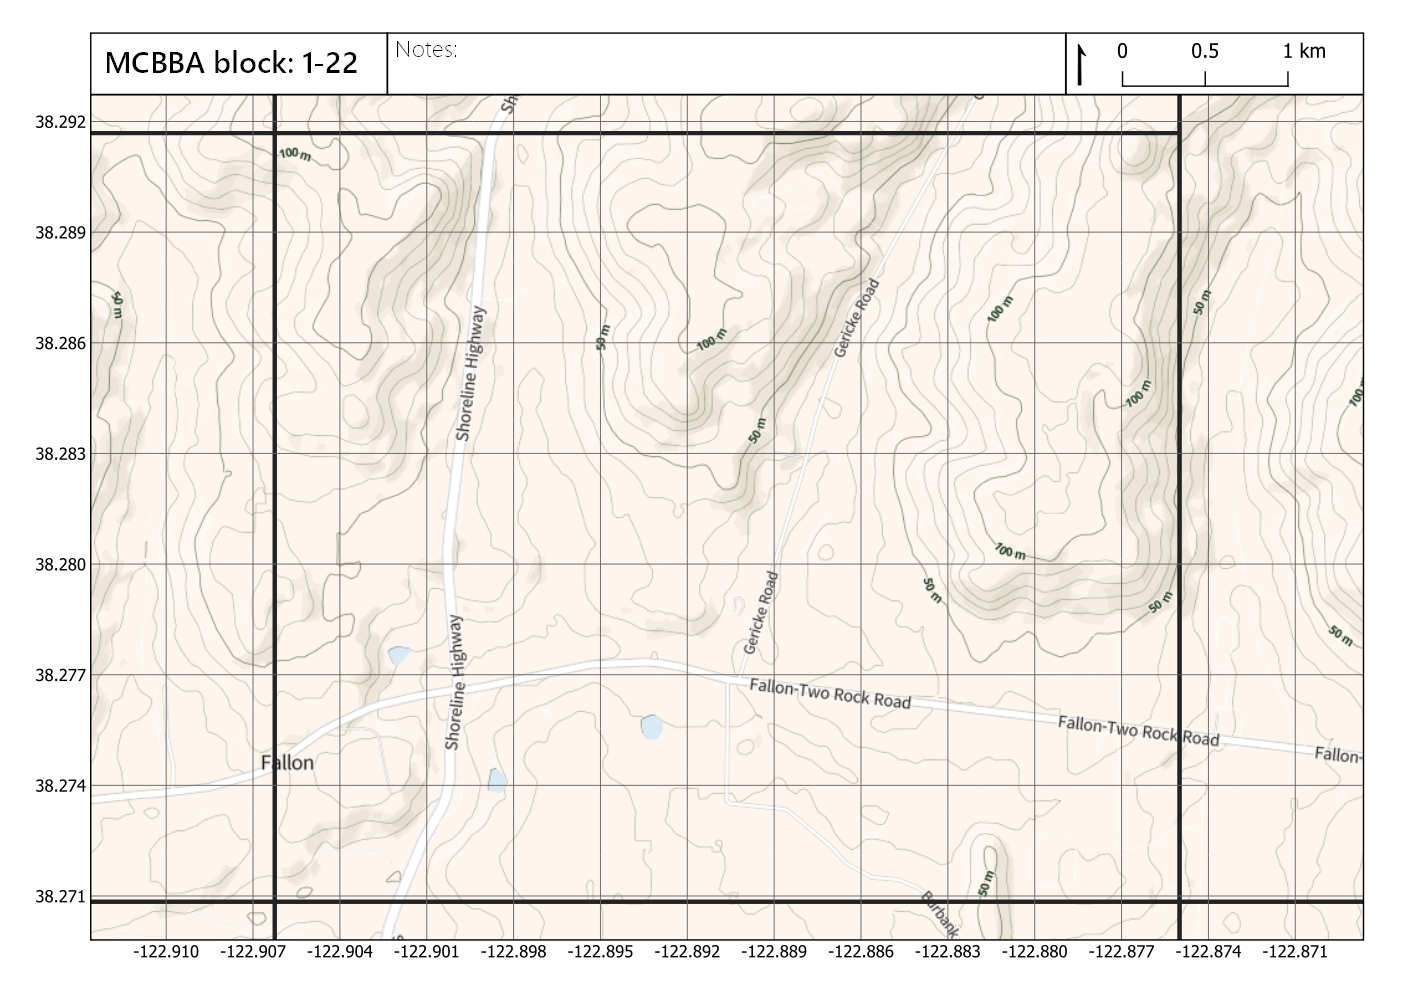 MCBBA block: 1-22
Notes:
0 0.5 1 km
Sh
38.292
100 m
38.289
50 m
Gericke Road
100 m
50 m
Shoreline Highway
50 m
100 m
38.286
100 m
100 m
50 m
38.283
100 m
38.280
50 m
50 m
Gericke Road
50 m
Shoreline Highway
38.277
Fallon-Two Rock Road
Fallon-Two Rock Road
Fallon-
Fallon
38.274
50 m
38.271
Burbank
-122.910 -122.907 -122.904 -122.901 -122.898 -122.895 -122.892 -122.889 -122.886 -122.883 -122.880 -122.877 -122.874 -122.871